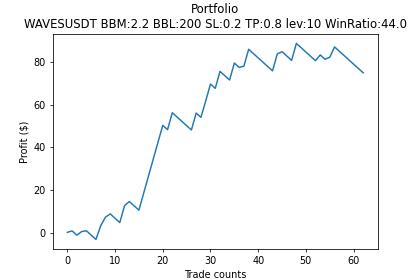 Portfolio
WAVESUSDT BBM:2.2 BBL:200 SL:0.2 TP:0.8 lev:10 WinRatio:44.0
80
60
40
20
0
Profit ($)
0 10 20 30 40 50 60
Trade counts